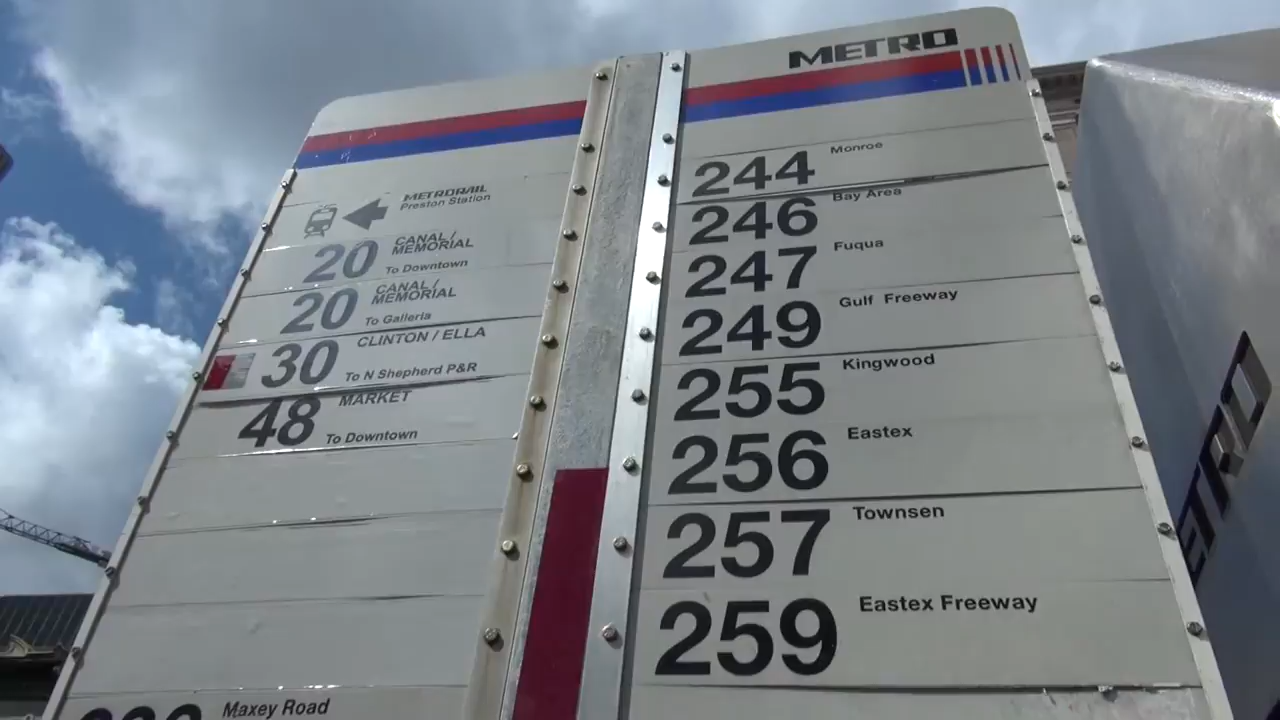 METRORAIL
Preston Station
20 CANAL / MEMORIAL
To Downtown
20 CANAL / MEMORIAL
To Galleria
30 CLINTON / ELLA
To N Shepherd P&R
48 MARKET
To Downtown
Maxey Road
METRO
244 Monroe
246 Bay Area
247 Fuqua
249 Gulf Freeway
255 Kingwood
256 Eastex
257 Townsen
259 Eastex Freeway
METRO